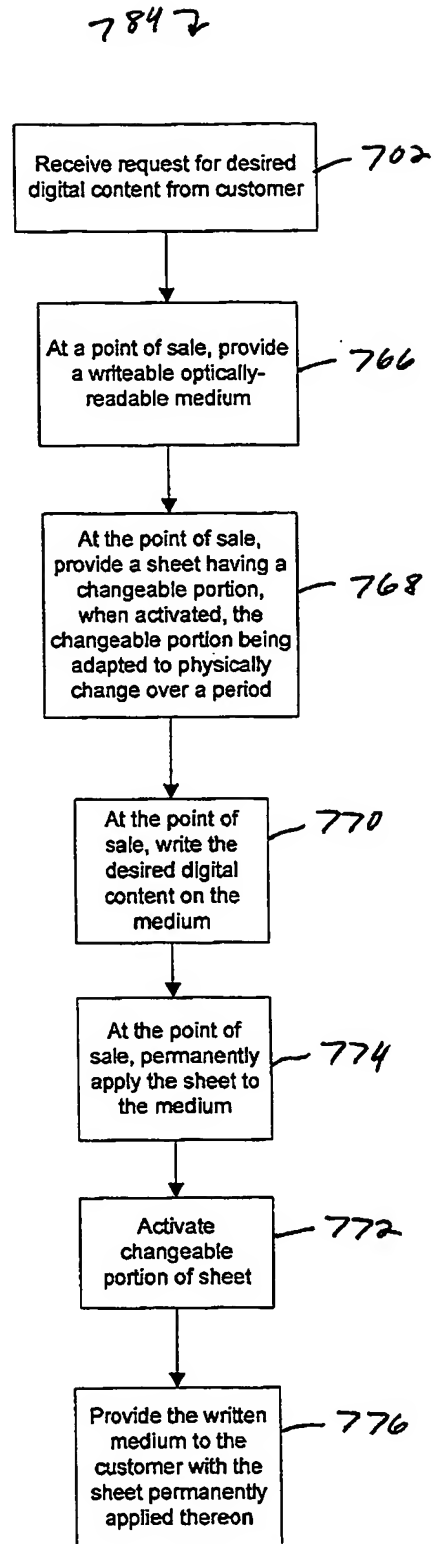 784
Receive request for desired
digital content from customer
702
At a point of sale, provide
a writeable optically-
readable medium
766
At the point of sale,
provide a sheet having a
changeable portion,
when activated, the
changeable portion being
adapted to physically
change over a period
768
At the point of
sale, write the
desired digital
content on the
medium
770
At the point of
sale, permanently
apply the sheet to
the medium
774
Activate
changeable
portion of sheet
772
Provide the written
medium to the
customer with the
sheet permanently
applied thereon
776